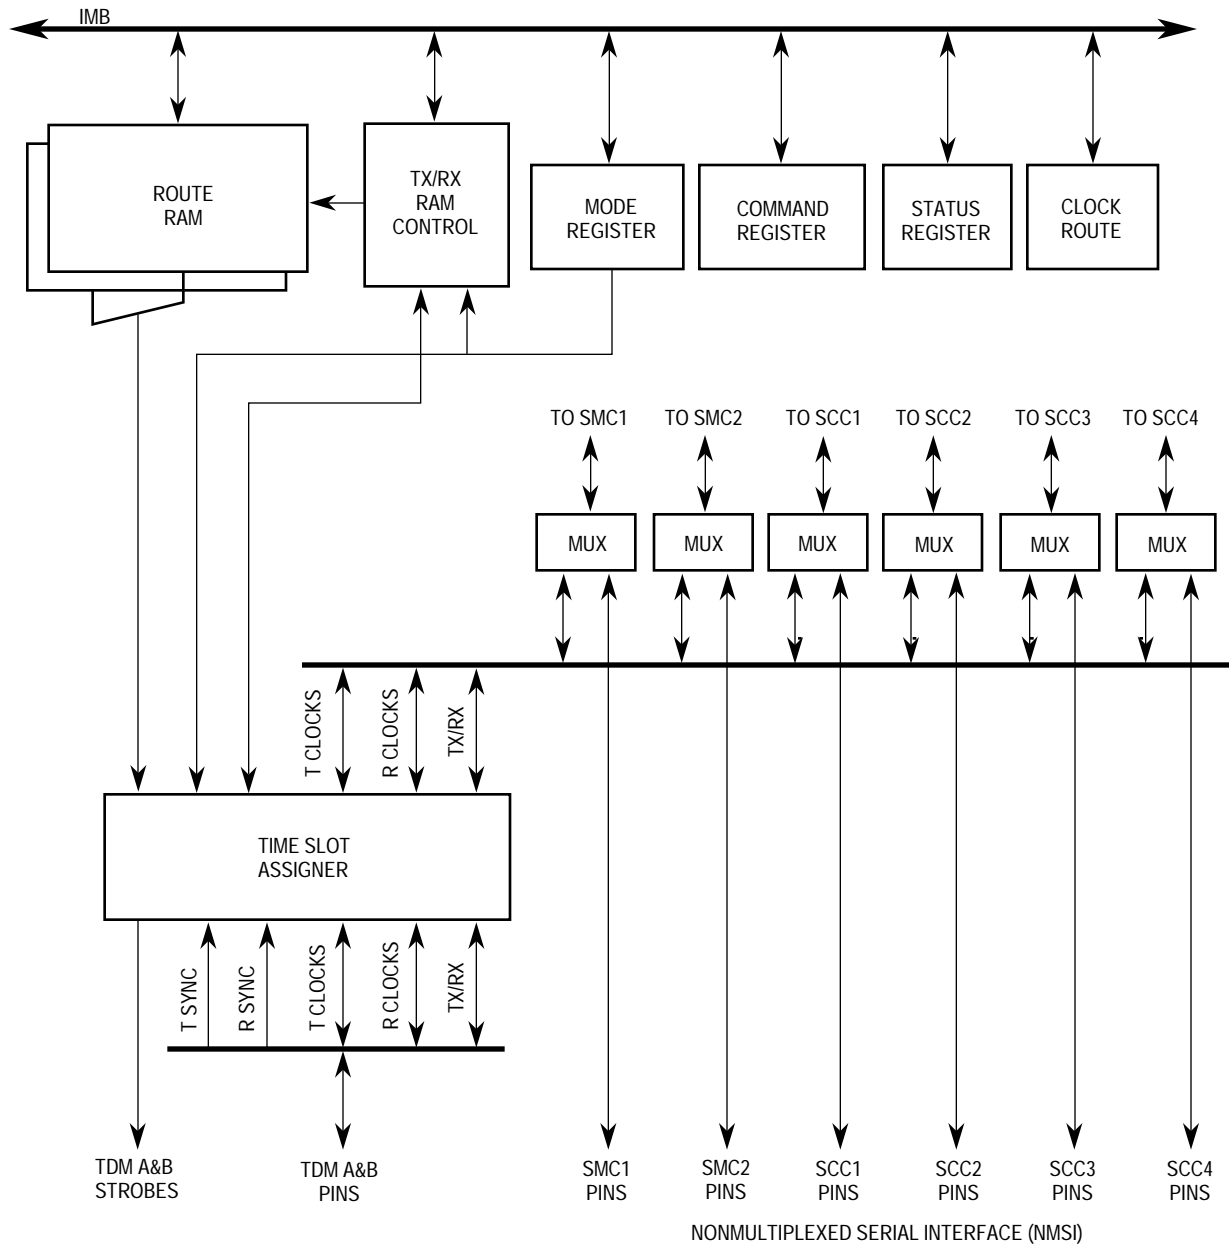 IMB
ROUTE
RAM
TX/RX
RAM
CONTROL
MODE
REGISTER
COMMAND
REGISTER
STATUS
REGISTER
CLOCK
ROUTE
TO SMC1
TO SMC2
TO SCC1
TO SCC2
TO SCC3
TO SCC4
MUX
MUX
MUX
MUX
MUX
MUX
T CLOCKS
R CLOCKS
TX/RX
TIME SLOT
ASSIGNER
T SYNC
R SYNC
T CLOCKS
R CLOCKS
TX/RX
TDM A&B
STROBES
TDM A&B
PINS
SMC1
PINS
SMC2
PINS
SCC1
PINS
SCC2
PINS
SCC3
PINS
SCC4
PINS
NONMULTIPLEXED SERIAL INTERFACE (NMSI)